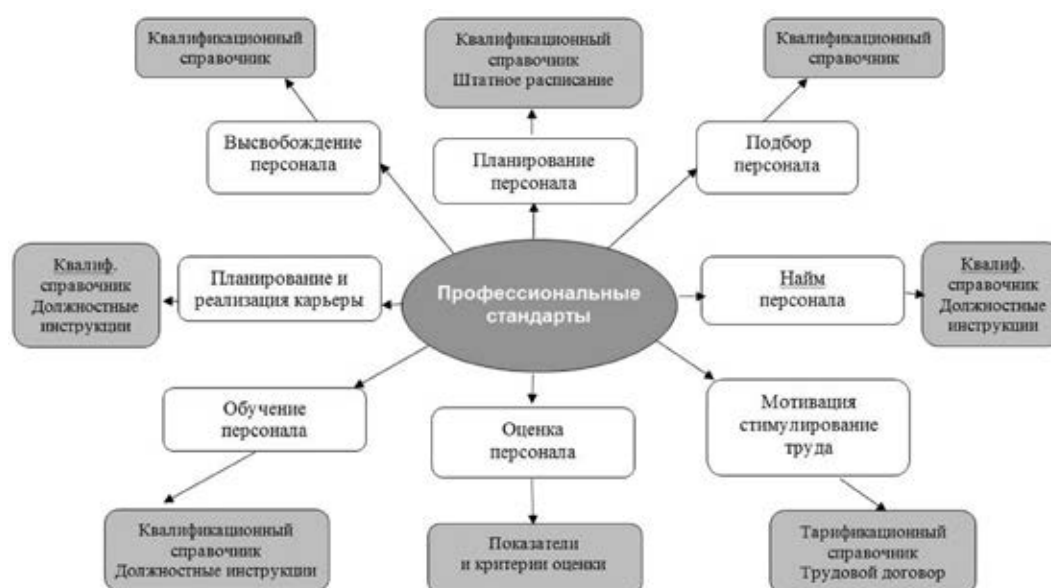 Квалификационный
справочник
Квалификационный
справочник
Штатное расписание
Квалификационный
справочник
Высвобождение
персонала
Планирование
персонала
Подбор
персонала
Квалиф.
справочник
Должностные
инструкции
Планирование и
реализация карьеры
Профессиональные
стандарты
Найм
персонала
Квалиф.
справочник
Должностные
инструкции
Обучение
персонала
Оценка
персонала
Мотивация
стимулирование
труда
Квалификационный
справочник
Должностные инструкции
Показатели
и критерии оценки
Тарификационный
справочник
Трудовой договор